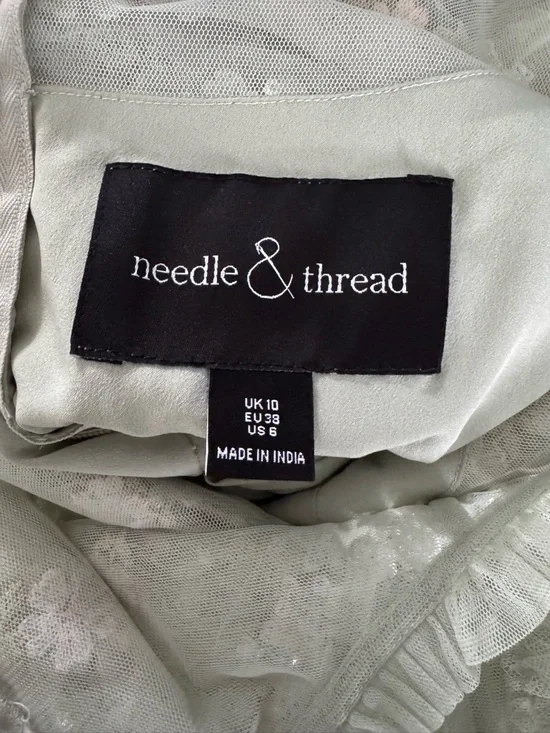 needle & thread
UK 10
EU 38
US 6
MADE IN INDIA